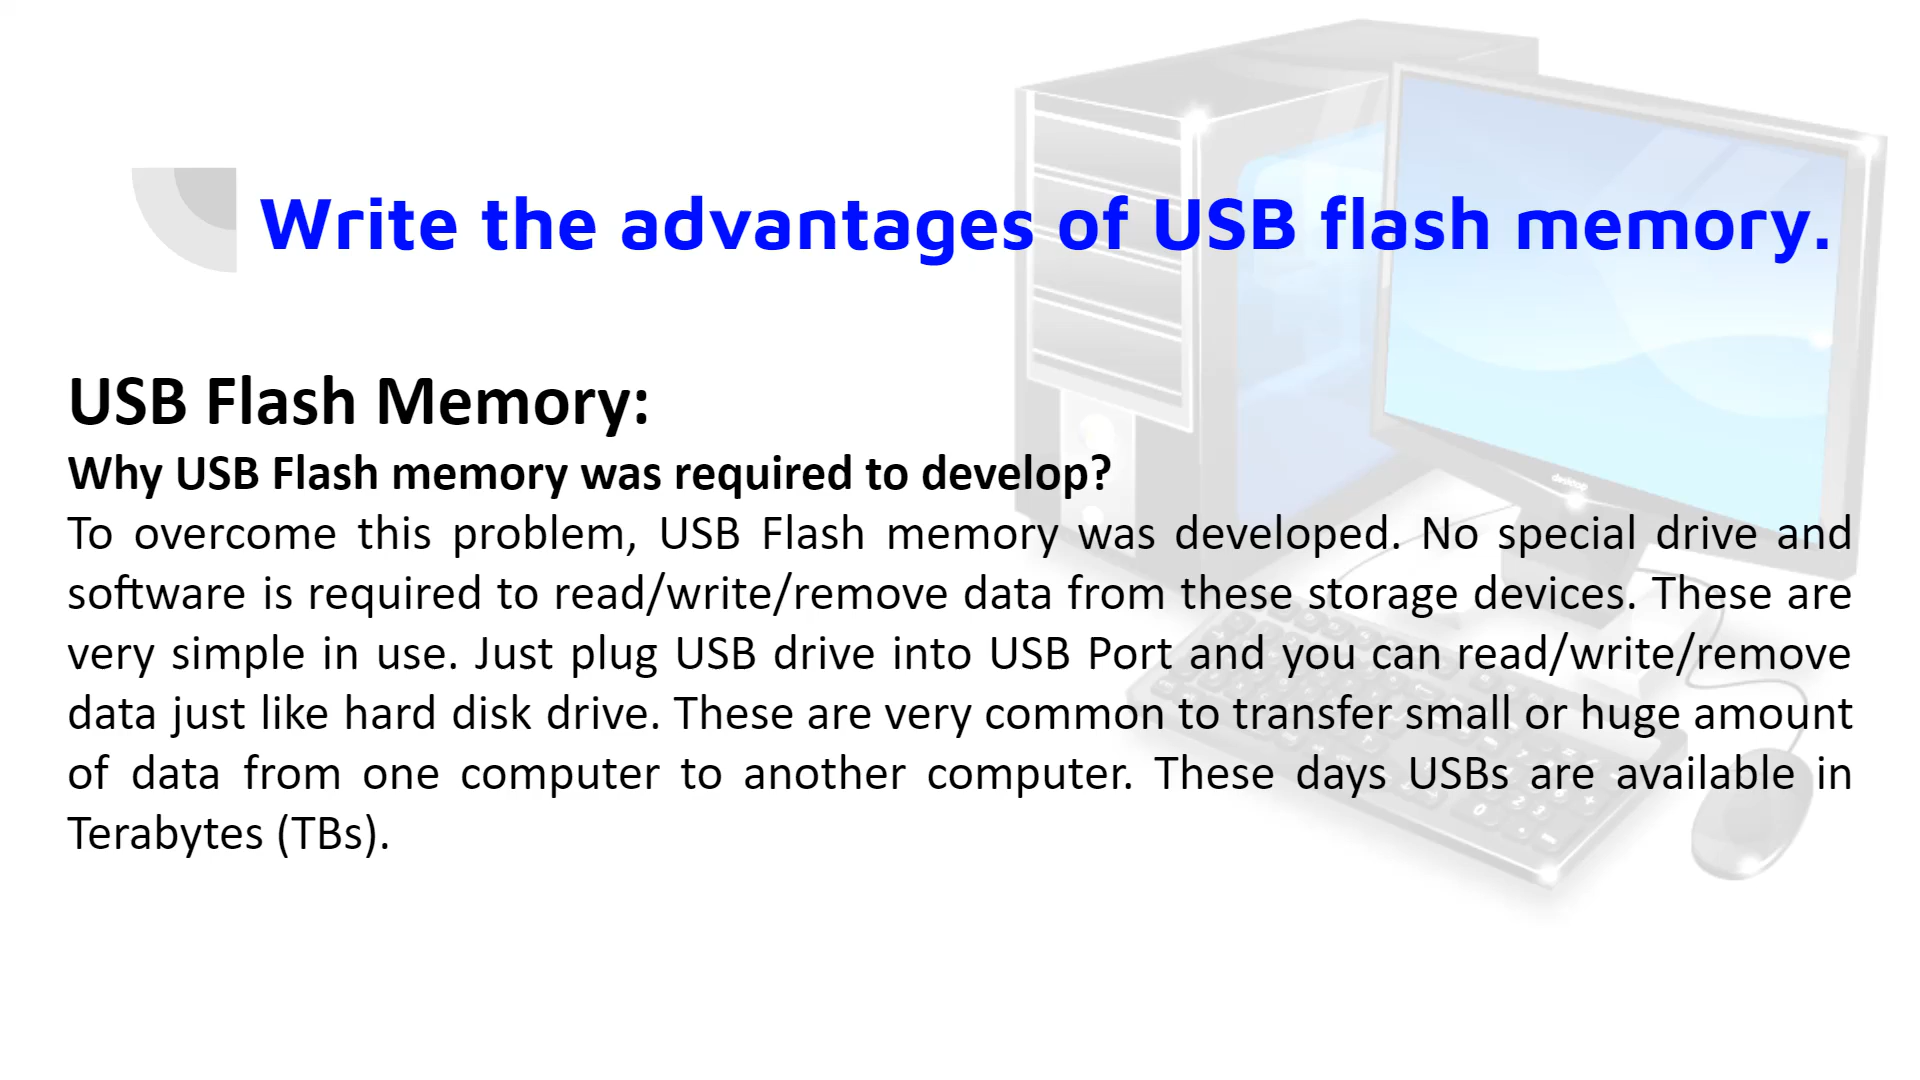 Write the advantages of USB flash memory.
USB Flash Memory:
Why USB Flash memory was required to develop?
To overcome this problem, USB Flash memory was developed. No special drive and
software is required to read/write/remove data from these storage devices. These are
very simple in use. Just plug USB drive into USB Port and you can read/write/remove
data just like hard disk drive. These are very common to transfer small or huge amount
of data from one computer to another computer. These days USBs are available in
Terabytes (TBs).